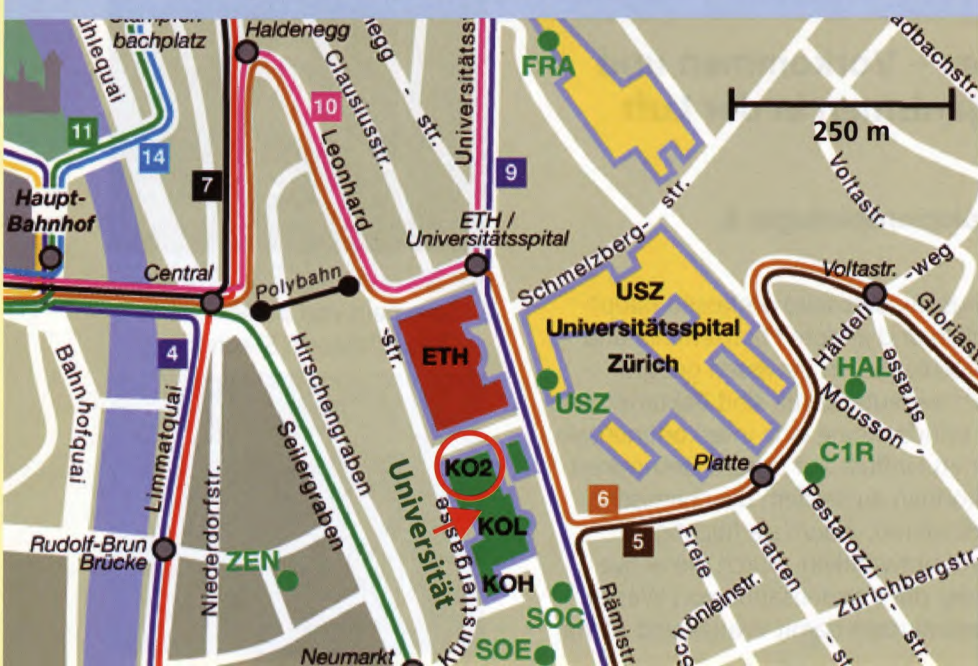 bachplatz
Haldenegg
Clausiusstr.
str.
FRA
250 m
Voltastr.
11
14
10
7
9
Leonhard
-str.
Haupt-
Bahnhof
Central
Polybahn
ETH /
Universitätsspital
Schmelzberg-
str.
USZ
Universitätsspital
Zürich
Voltastr.
Häldeli
-weg
HAL
Mousson
-
strasse
C1R
Platte
4
Bahnhofquai
Limmatquai
Niederdorfstr.
Seilergraben
Hirschengraben
ETH
USZ
KO2
KOL
KOH
Universität
Künstlergasse
6
5
Rudolf-Brun
Brücke
ZEN
SOC
SOE
Neumarkt
Freie
Platten
-
Pestalozzi
-
str.
Zürichbergstr.